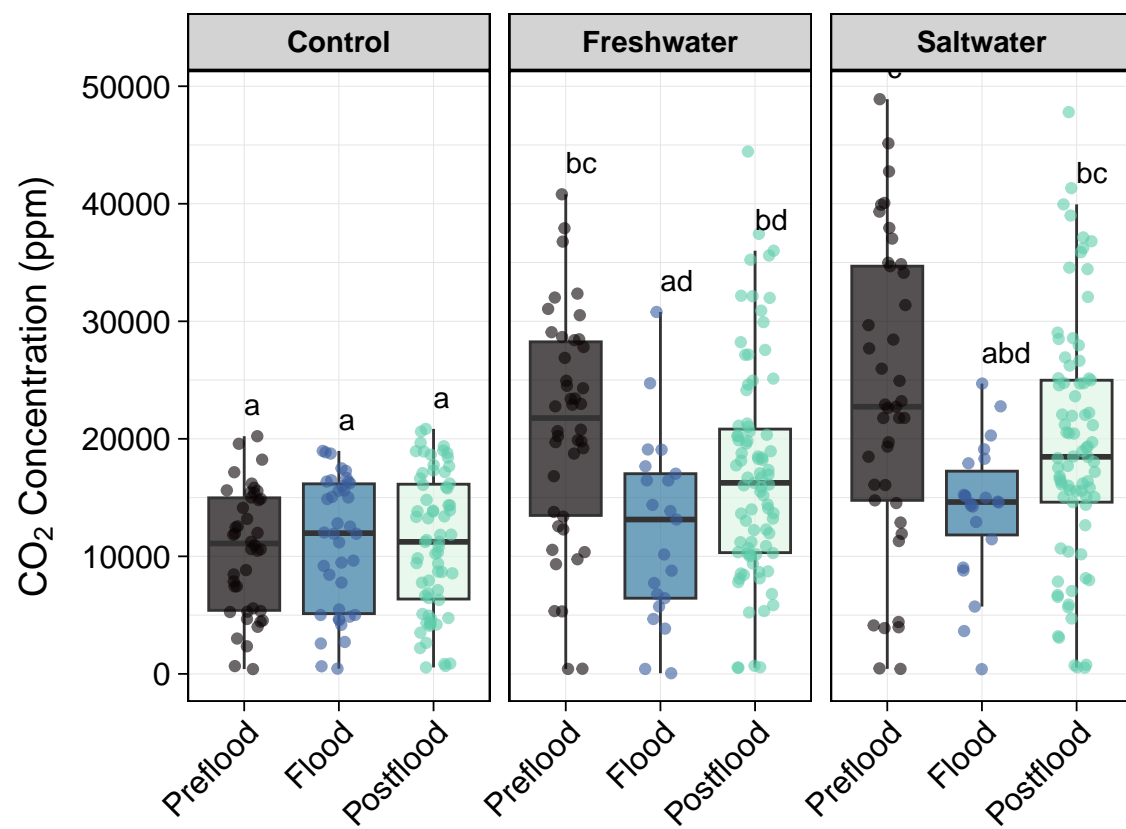 Control
Freshwater
Saltwater
CO₂ Concentration (ppm)
50000
40000
30000
20000
10000
0
a
a
a
bc
ad
bd
abd
bc
Preflood
Flood
Postflood
Preflood
Flood
Postflood
Preflood
Flood
Postflood